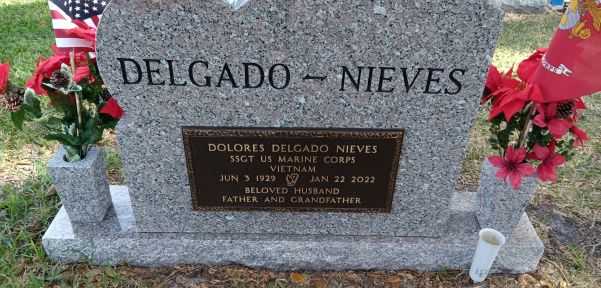 DELGADO – NIEVES
DOLORES DELGADO NIEVES
SSGT US MARINE CORPS
VIETNAM
JUN 3 1929 JAN 22 2022
BELOVED HUSBAND
FATHER AND GRANDFATHER